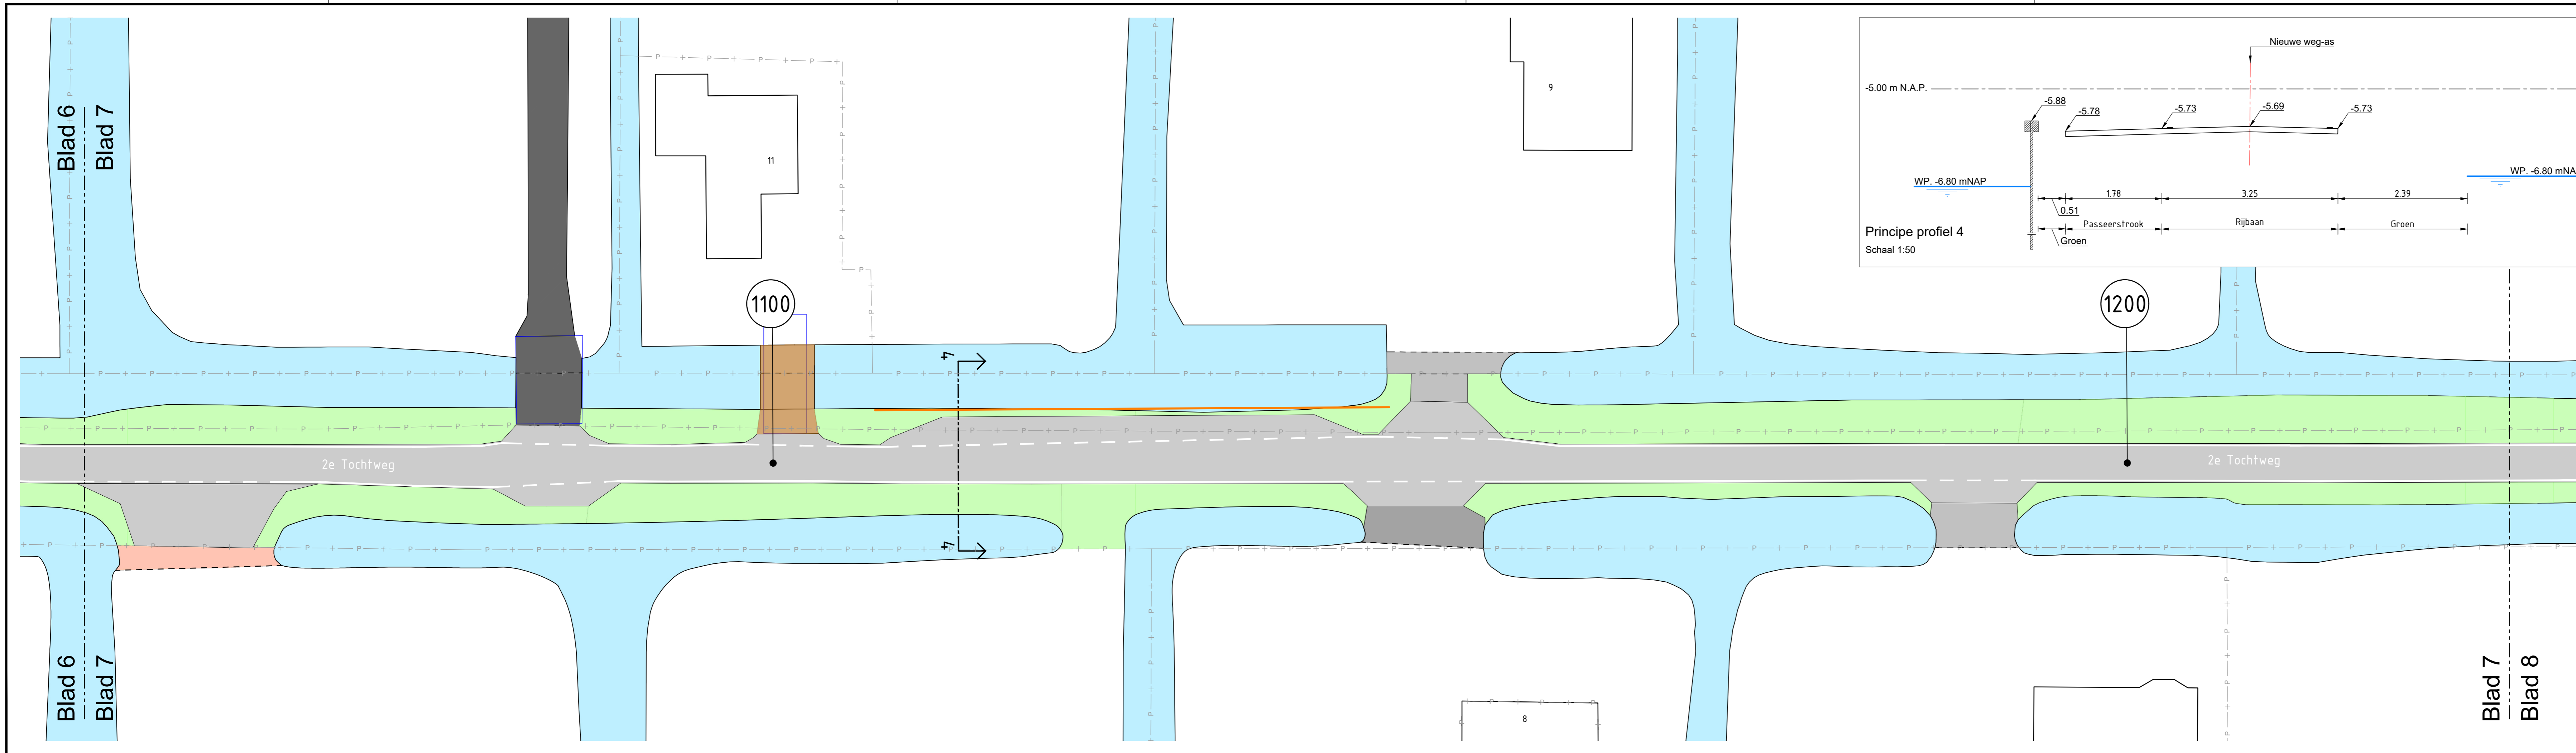 Blad 6
Blad 7
11
9
1100
1200
4
4
2e Tochtweg
2e Tochtweg
8
Blad 6
Blad 7
Blad 7
Blad 8
Nieuwe weg-as
-5.00 m N.A.P.
-5.88
-5.78
-5.73
-5.69
-5.73
WP. -6.80 mNAP
WP. -6.80 mNA
1.78
3.25
2.39
0.51
Passeerstrook
Rijbaan
Groen
Groen
Principe profiel 4
Schaal 1:50